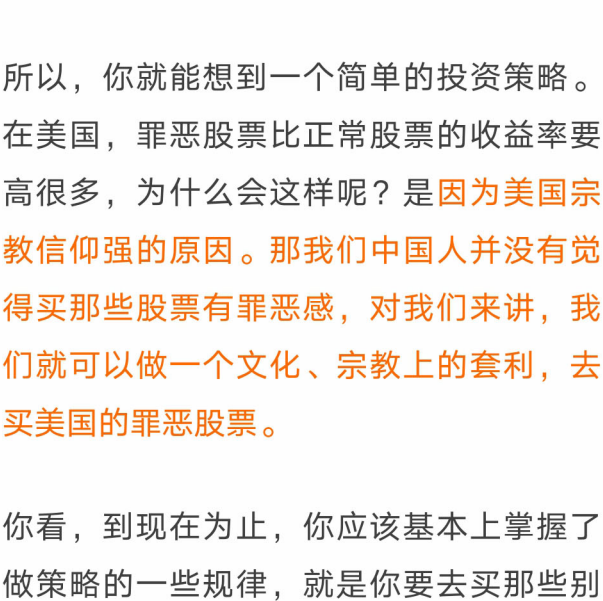 所以，你就能想到一个简单的投资策略。
在美国，罪恶股票比正常股票的收益率要
高很多，为什么会这样呢？是因为美国宗
教信仰强的原因。那我们中国人并没有觉
得买那些股票有罪恶感，对我们来讲，我
们就可以做一个文化、宗教上的套利，去
买美国的罪恶股票。
你看，到现在为止，你应该基本上掌握了
做策略的一些规律，就是你要去买那些别